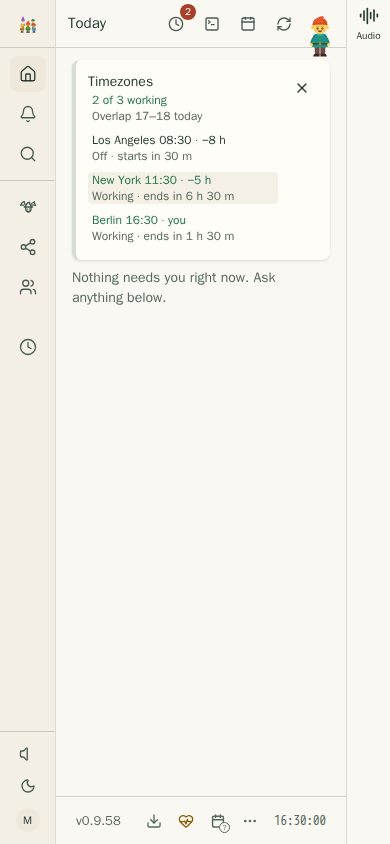 Today
2
Audio
Timezones
2 of 3 working
Overlap 17–18 today
Los Angeles 08:30 · −8 h
Off · starts in 30 m
New York 11:30 · −5 h
Working · ends in 6 h 30 m
Berlin 16:30 · you
Working · ends in 1 h 30 m
Nothing needs you right now. Ask
anything below.
M
v0.9.58
?
16:30:00